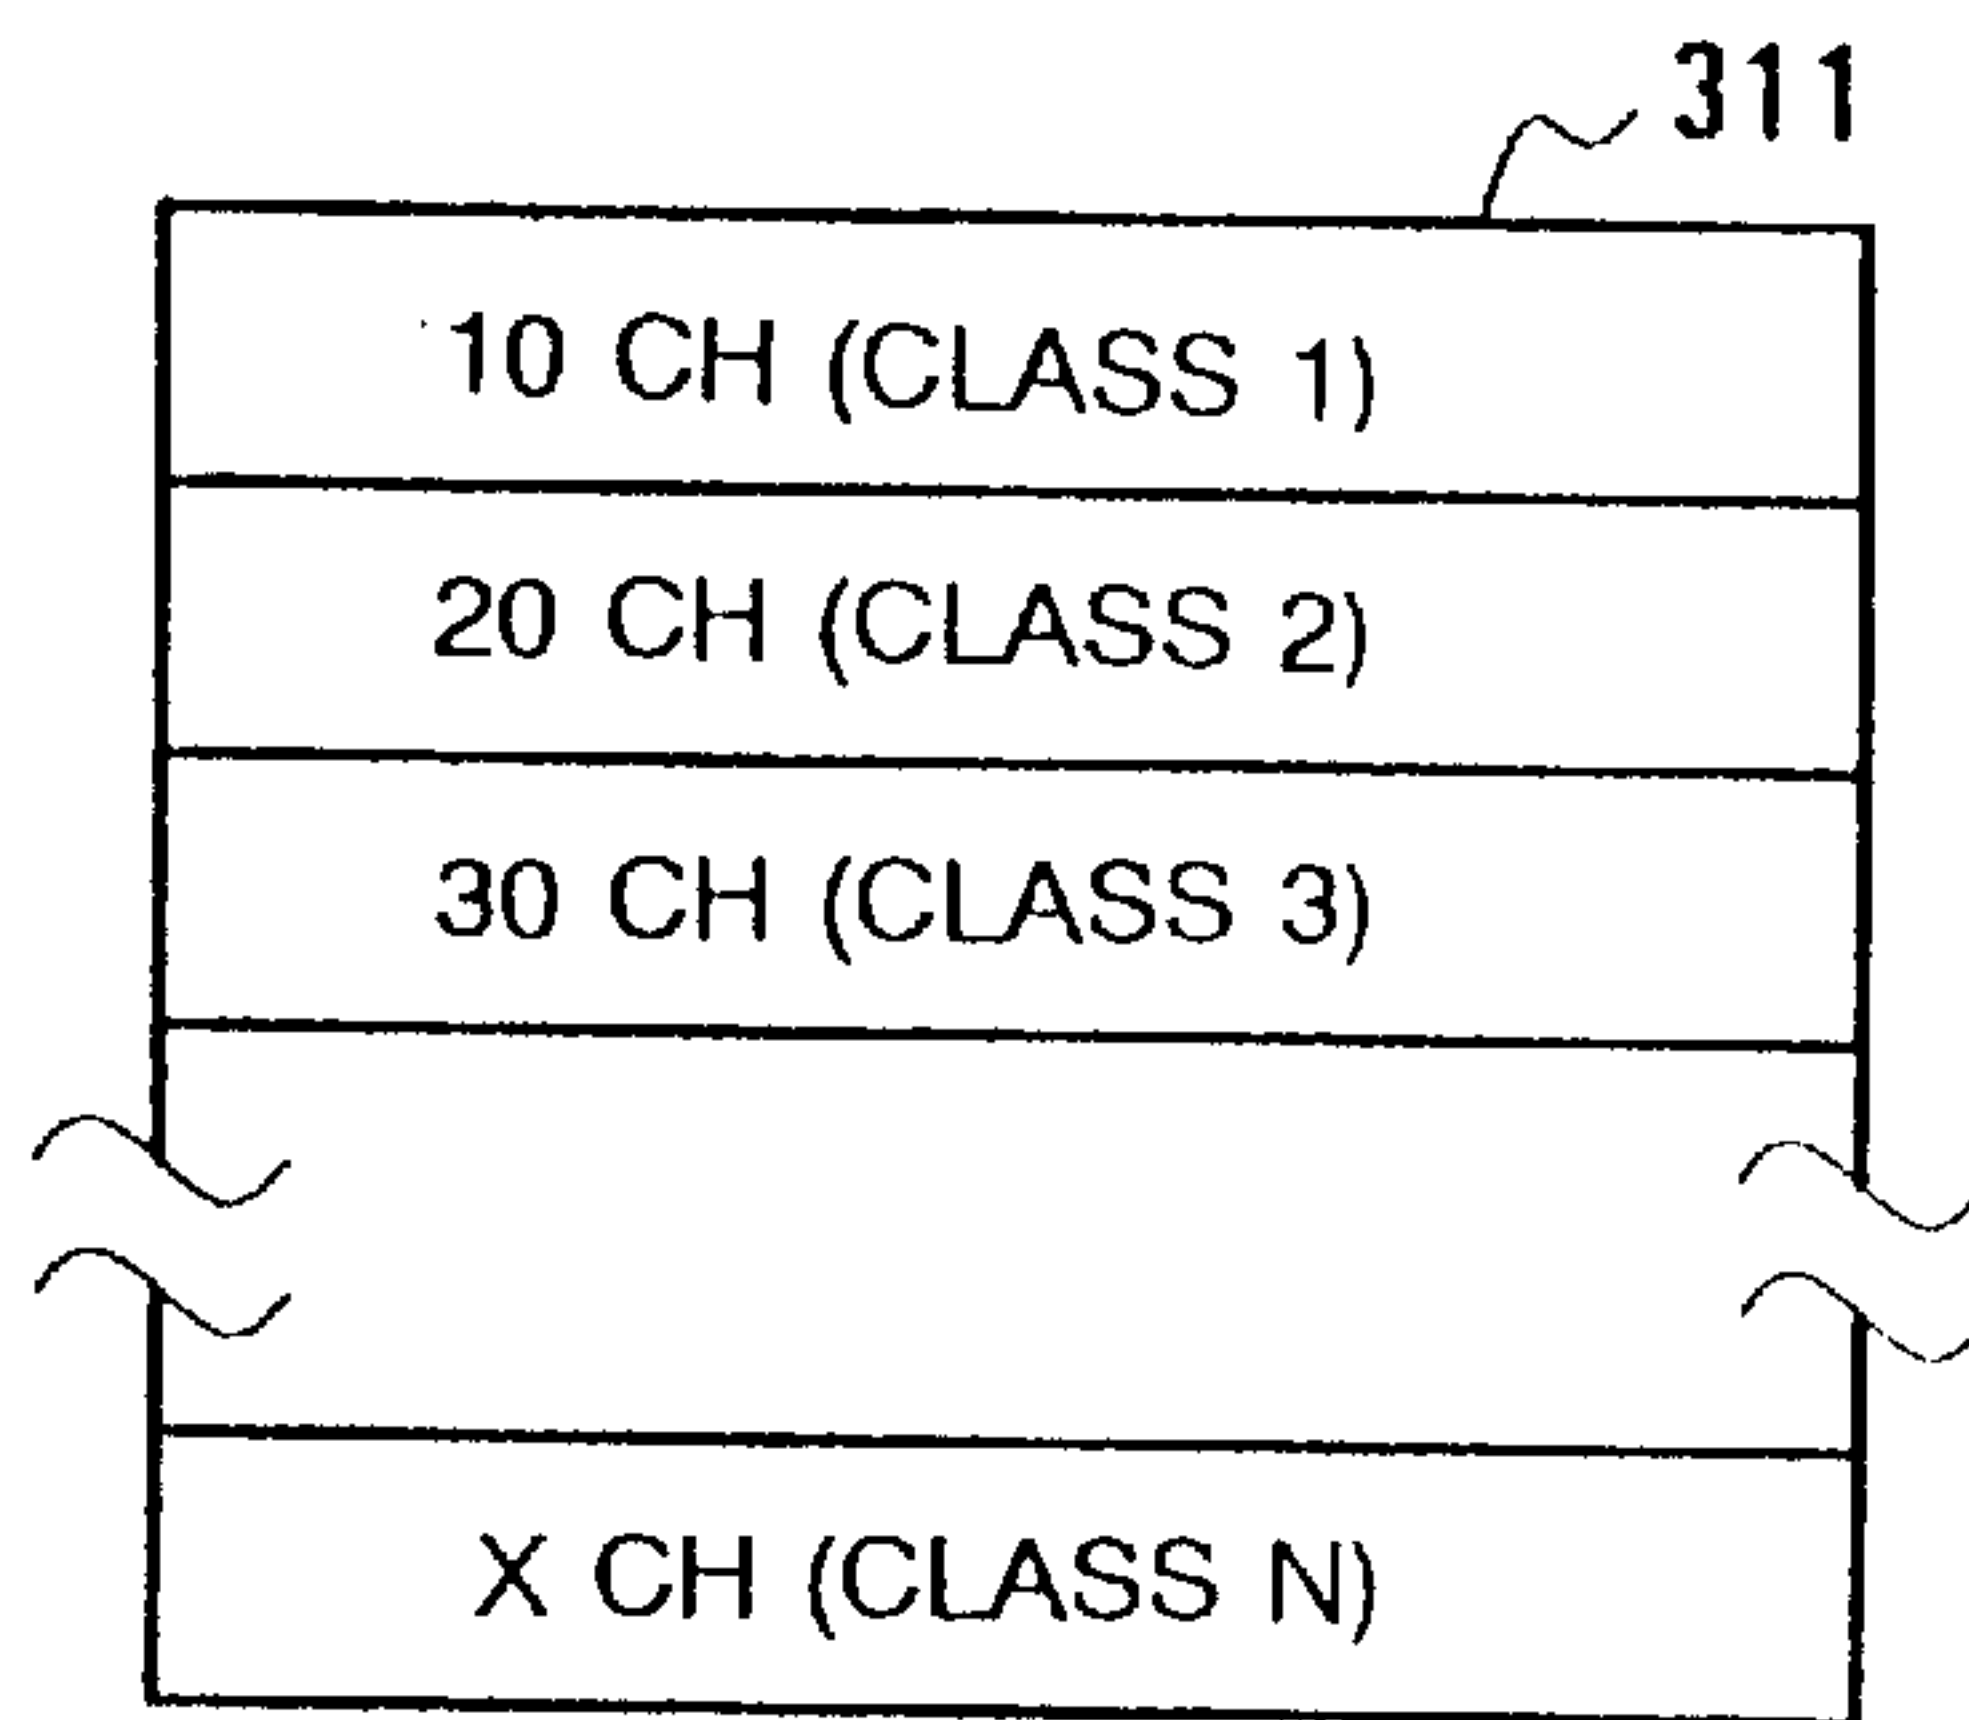 311
10 CH (CLASS 1)
20 CH (CLASS 2)
30 CH (CLASS 3)
X CH (CLASS N)